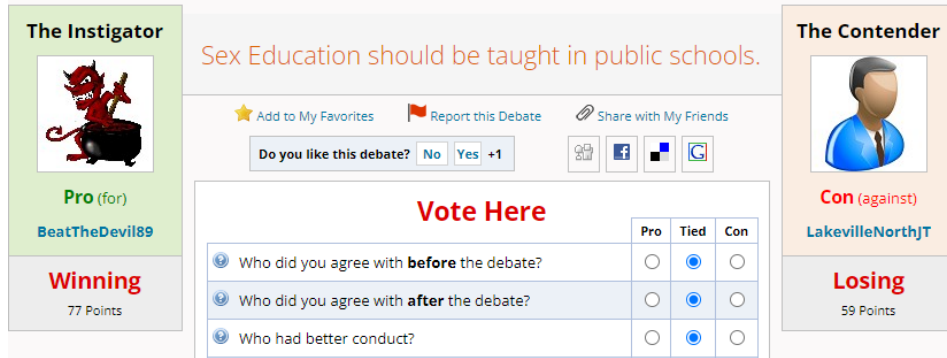 The Instigator
Pro (for)
BeatTheDevil89
Winning
77 Points
Sex Education should be taught in public schools.
Add to My Favorites
Report this Debate
Share with My Friends
Do you like this debate? No Yes +1
Vote Here
Pro Tied Con
Who did you agree with before the debate?
Who did you agree with after the debate?
Who had better conduct?
The Contender
Con (against)
LakevilleNorthJT
Losing
59 Points